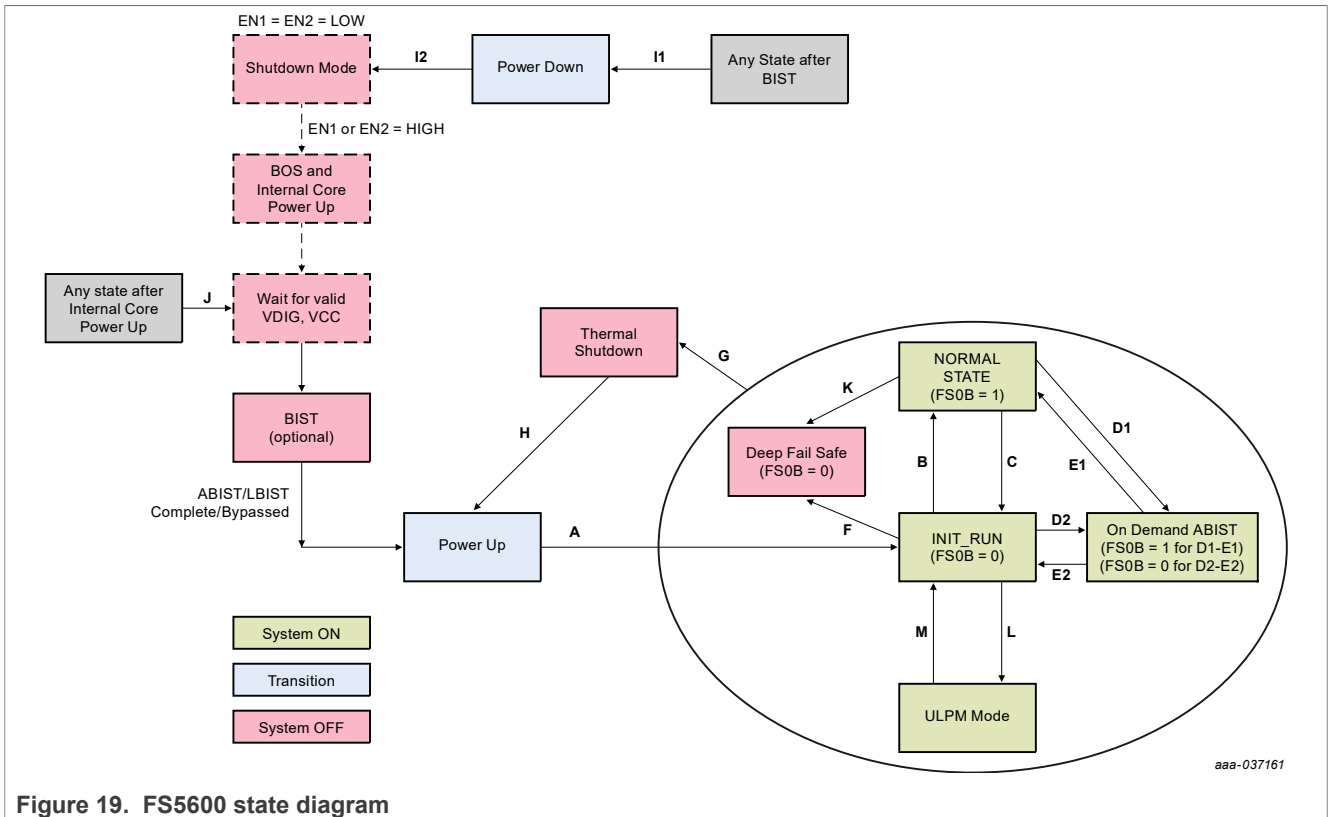 EN1 = EN2 = LOW
Shutdown Mode
I2
Power Down
I1
Any State after
BIST
EN1 or EN2 = HIGH
BOS and
Internal Core
Power Up
Any state after
Internal Core
Power Up
J
Wait for valid
VDIG, VCC
Thermal
Shutdown
G
NORMAL
STATE
(FS0B = 1)
K
D1
BIST
(optional)
H
Deep Fail Safe
(FS0B = 0)
B
C
E1
ABIST/LBIST
Complete/Bypassed
Power Up
A
F
INIT_RUN
(FS0B = 0)
D2
E2
On Demand ABIST
(FS0B = 1 for D1-E1)
(FS0B = 0 for D2-E2)
System ON
M
L
Transition
System OFF
ULPM Mode
aaa-037161
Figure 19. FS5600 state diagram